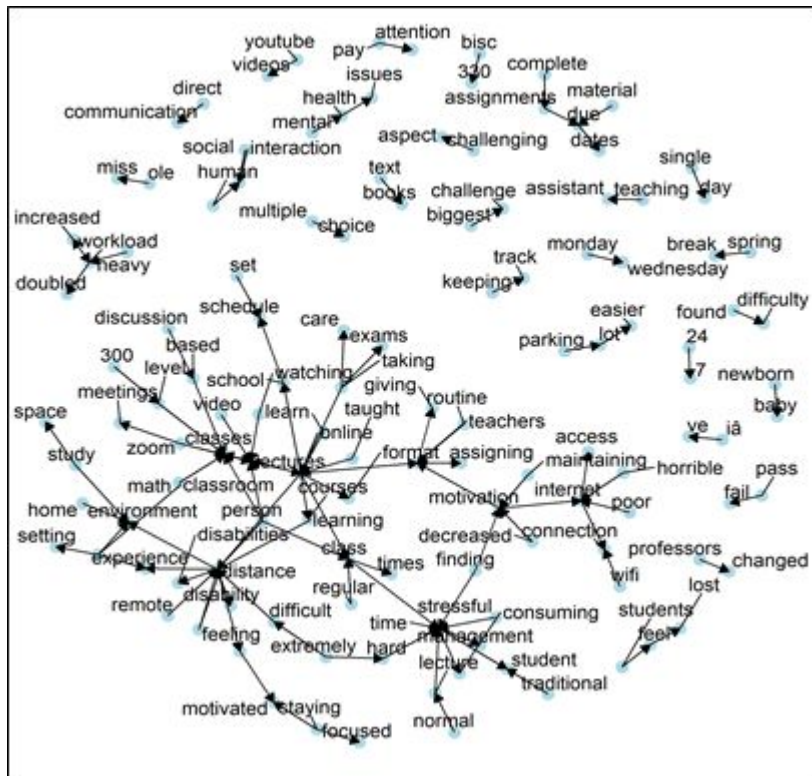 attention
youtube
pay
bisc
videos
issues
330
complete
direct
health
assignments
material
communication
due
mental
social
interaction
aspect
challenging
dates
miss
ole
human
text
single
books
challenge
assistant
teaching
day
increased
multiple
choice
biggest
workload
heavy
monday
break
spring
doubled
set
track
wednesday
keeping
schedule
care
easier
found
difficulty
discussion
exams
parking
lot
based
24
300
level
watching
taking
school
7
newborn
meetings
giving
routine
video
learn
taught
baby
space
teachers
zoom
classes
online
ve
iâ
lectures
format
assigning
access
study
maintaining
math
classroom
courses
horrible
pass
motivation
internet
fail
home
environment
person
learning
poor
setting
disabilities
decreased
connection
experience
class
finding
professors
distance
times
wifi
changed
remote
disability
regular
stressful
lost
difficult
time
consuming
students
feeling
management
feel
extremely
hard
lecture
student
traditional
motivated
staying
focused
normal